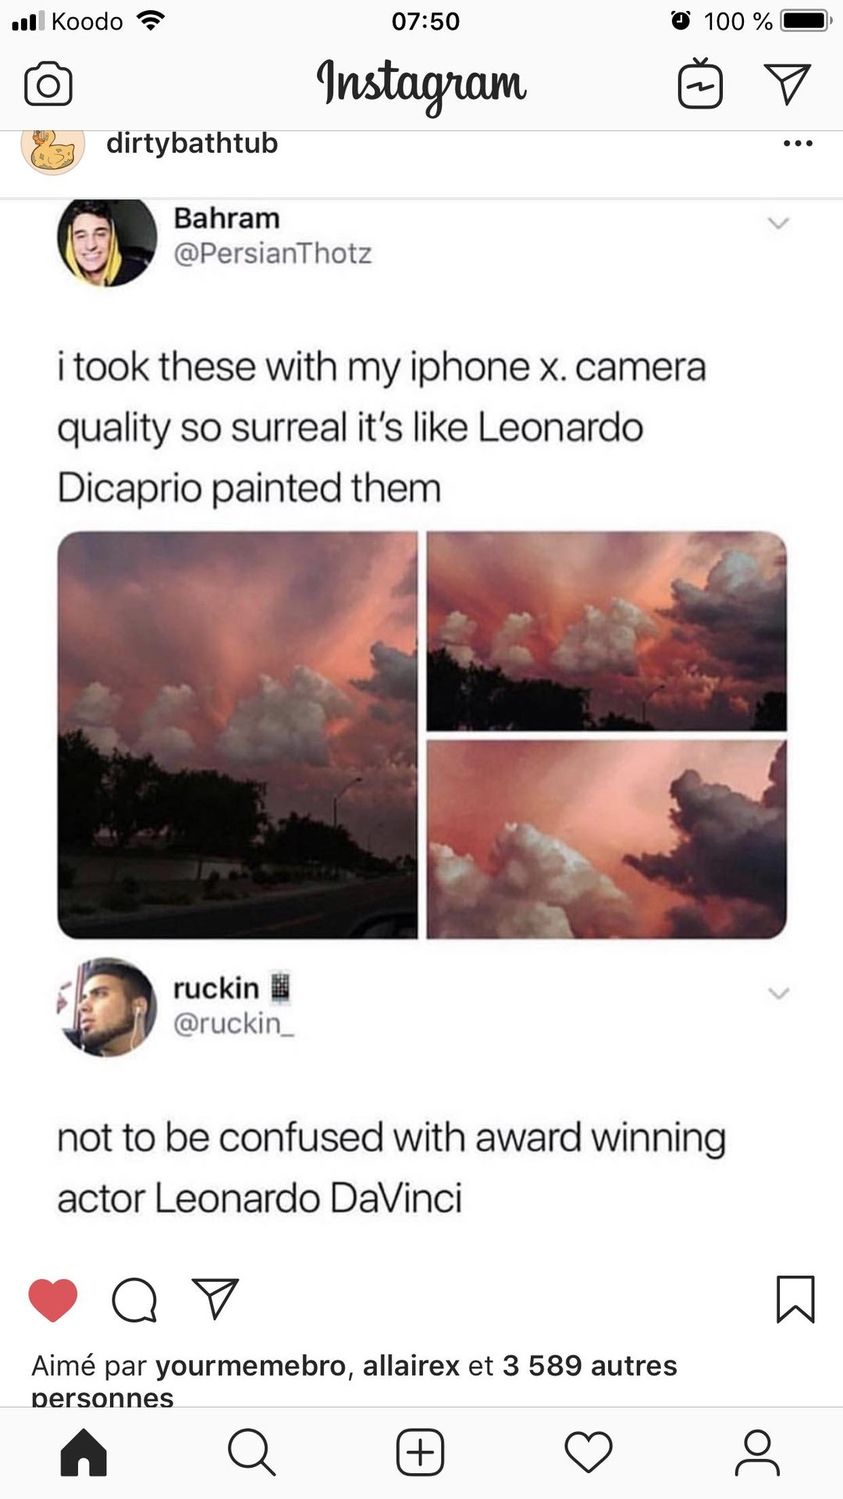 Koodo 07:50 100 %
Instagram
dirtybathtub
Bahram
@PersianThotz
i took these with my iphone x. camera
quality so surreal it's like Leonardo
Dicaprio painted them
ruckin
@ruckin_
not to be confused with award winning
actor Leonardo DaVinci
Aimé par yourmemebro, allairex et 3 589 autres
personnes